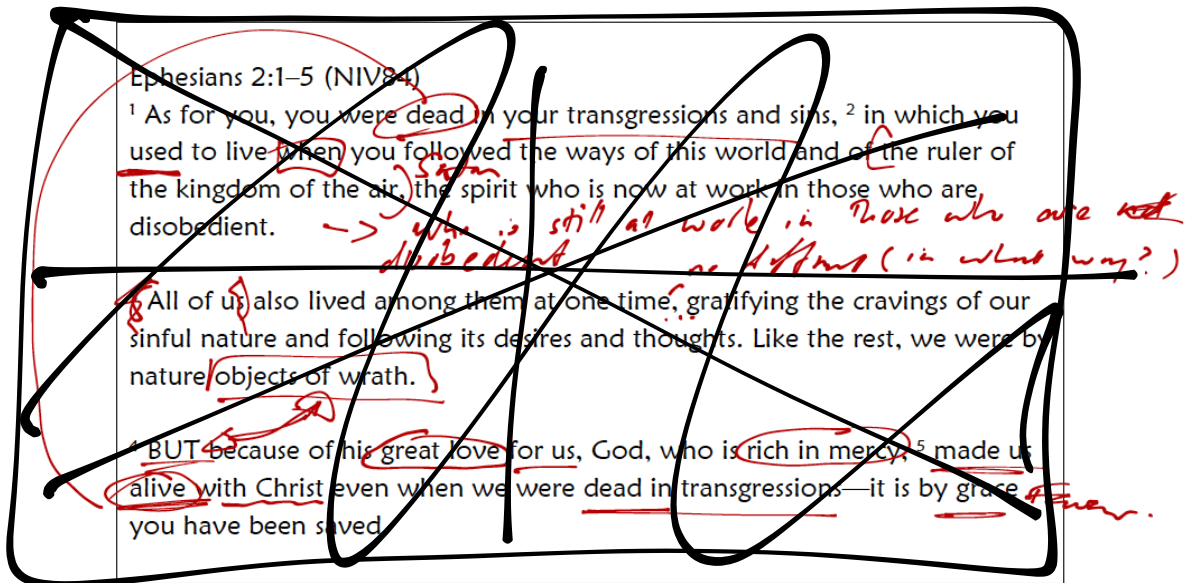 Ephesians 2:1–5 (NIV84)
¹ As for you, you were dead in your transgressions and sins, ² in which you
used to live when you followed the ways of this world and of the ruler of
Satan
the kingdom of the air, the spirit who is now at work in those who are
disobedient. -> who is still at work in those who are
disobedient (in what way?)
All of us also lived among them at one time, gratifying the cravings of our
sinful nature and following its desires and thoughts. Like the rest, we were by
nature objects of wrath.
⁴ BUT because of his great love for us, God, who is rich in mercy, ⁵ made us
alive with Christ even when we were dead in transgressions—it is by grace
you have been saved.